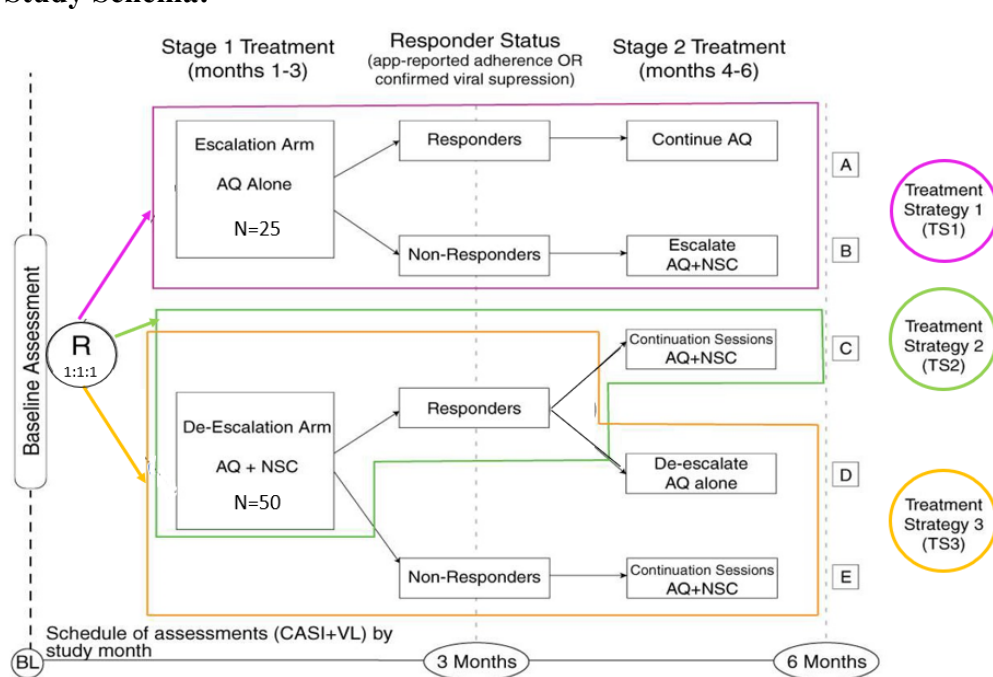 Study Schema:
Stage 1 Treatment
(months 1-3)
Responder Status
(app-reported adherence OR
confirmed viral supression)
Stage 2 Treatment
(months 4-6)
Baseline Assessment
R
1:1:1
Escalation Arm
AQ Alone
N=25
Responders
Continue AQ
A
Non-Responders
Escalate
AQ+NSC
B
Treatment
Strategy 1
(TS1)
De-Escalation Arm
AQ + NSC
N=50
Responders
Continuation Sessions
AQ+NSC
C
De-escalate
AQ alone
D
Non-Responders
Continuation Sessions
AQ+NSC
E
Treatment
Strategy 2
(TS2)
Treatment
Strategy 3
(TS3)
Schedule of assessments (CASI+VL) by
study month
BL
3 Months
6 Months